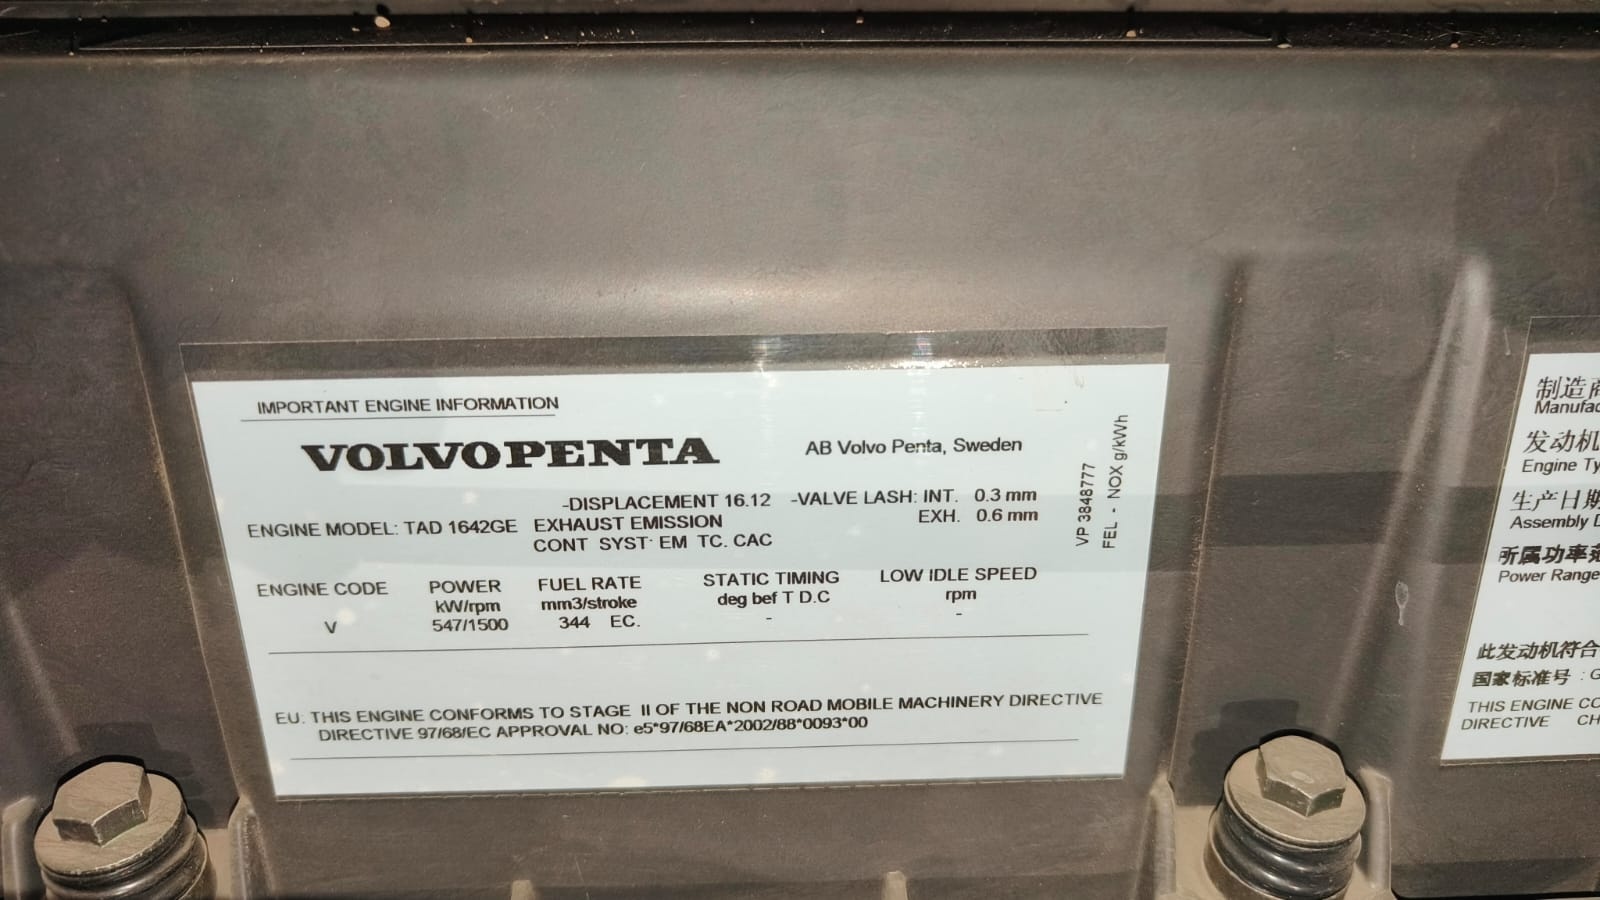 IMPORTANT ENGINE INFORMATION
VOLVO PENTA
AB Volvo Penta, Sweden
-DISPLACEMENT 16.12 -VALVE LASH: INT. 0.3 mm
EXH. 0.6 mm
ENGINE MODEL: TAD 1642GE EXHAUST EMISSION
CONT SYST EM TC. CAC
ENGINE CODE POWER FUEL RATE STATIC TIMING LOW IDLE SPEED
kW/rpm mm3/stroke deg bef T D.C rpm
V 547/1500 344 EC. - -
EU: THIS ENGINE CONFORMS TO STAGE II OF THE NON ROAD MOBILE MACHINERY DIRECTIVE
DIRECTIVE 97/68/EC APPROVAL NO: e5*97/68EA*2002/88*0093*00
VP 3848777
FEL - NOX g/kWh
制造商
Manufac
发动机
Engine Ty
生产日期
Assembly D
所属功率范
Power Range
此发动机符合
国家标准号 : G
THIS ENGINE CO
DIRECTIVE CH